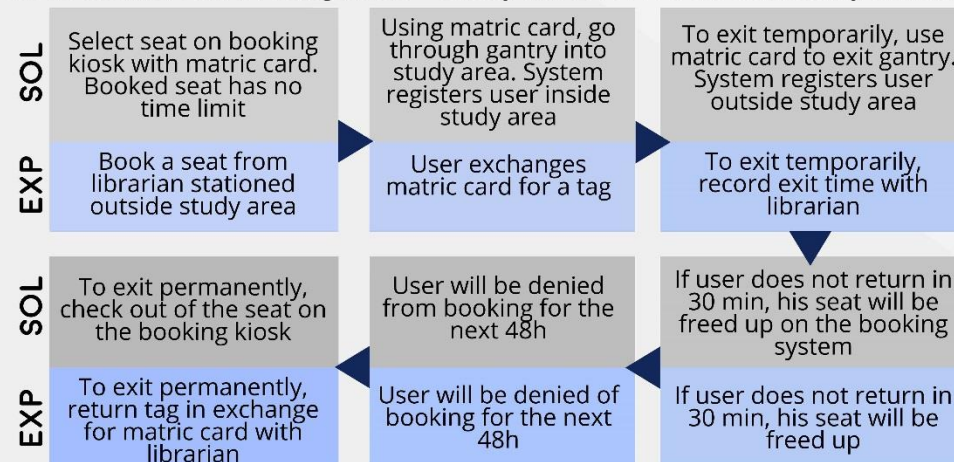 SOL
Select seat on booking
kiosk with matric card.
Booked seat has no
time limit
Using matric card, go
through gantry into
study area. System
registers user inside
study area
To exit temporarily, use
matric card to exit gantry.
System registers user
outside study area
EXP
Book a seat from
librarian stationed
outside study area
User exchanges
matric card for a tag
To exit temporarily,
record exit time with
librarian
SOL
To exit permanently,
check out of the seat on
the booking kiosk
User will be denied
from booking for the
next 48h
If user does not return in
30 min, his seat will be
freed up on the booking
system
EXP
To exit permanently,
return tag in exchange
for matric card with
librarian
User will be denied of
booking for the next
48h
If user does not return in
30 min, his seat will be
freed up